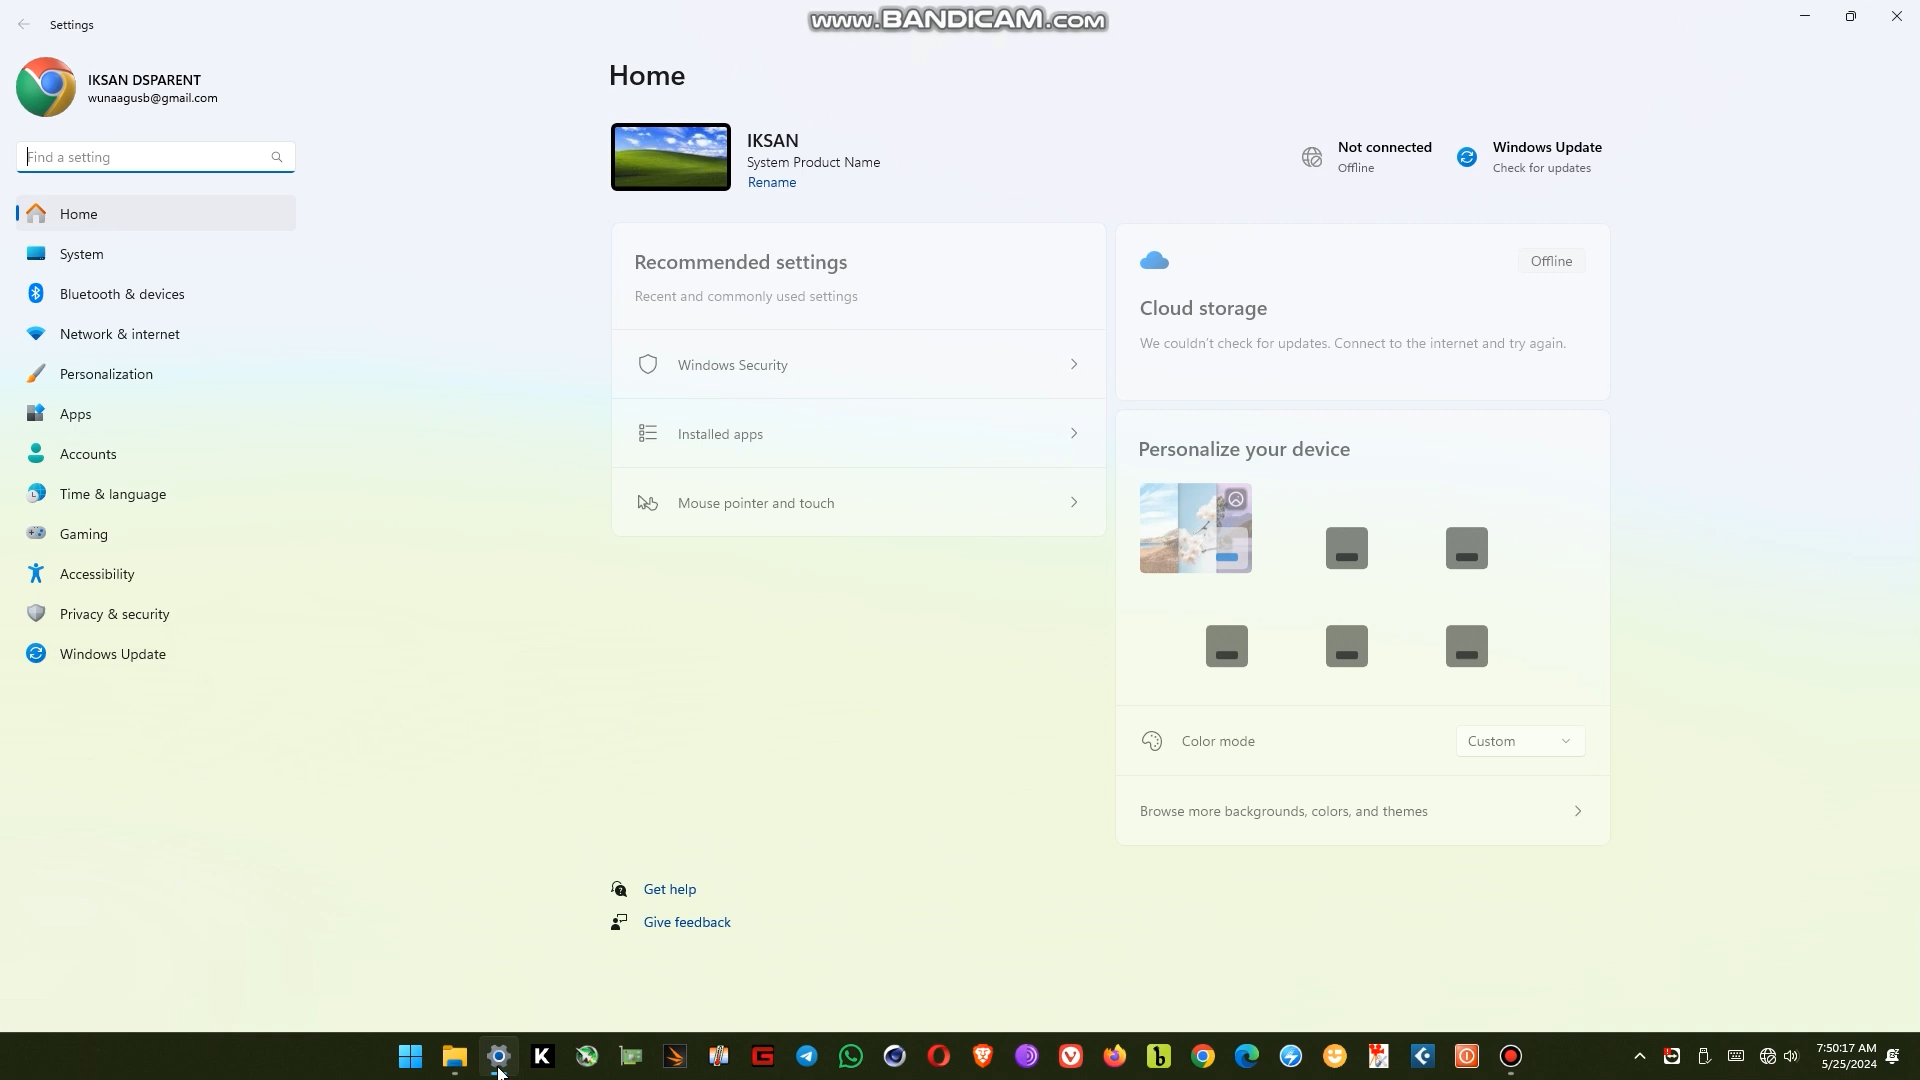 Settings
www.BANDICAM.com
IKSAN DSPARENT
wunaagusb@gmail.com
Find a setting
Home
System
Bluetooth & devices
Network & internet
Personalization
Apps
Accounts
Time & language
Gaming
Accessibility
Privacy & security
Windows Update
Home
IKSAN
System Product Name
Rename
Not connected
Offline
Windows Update
Check for updates
Recommended settings
Recent and commonly used settings
Windows Security
Installed apps
Mouse pointer and touch
Offline
Cloud storage
We couldn't check for updates. Connect to the internet and try again.
Personalize your device
Color mode
Custom
Browse more backgrounds, colors, and themes
Get help
Give feedback
7:50:17 AM
5/25/2024